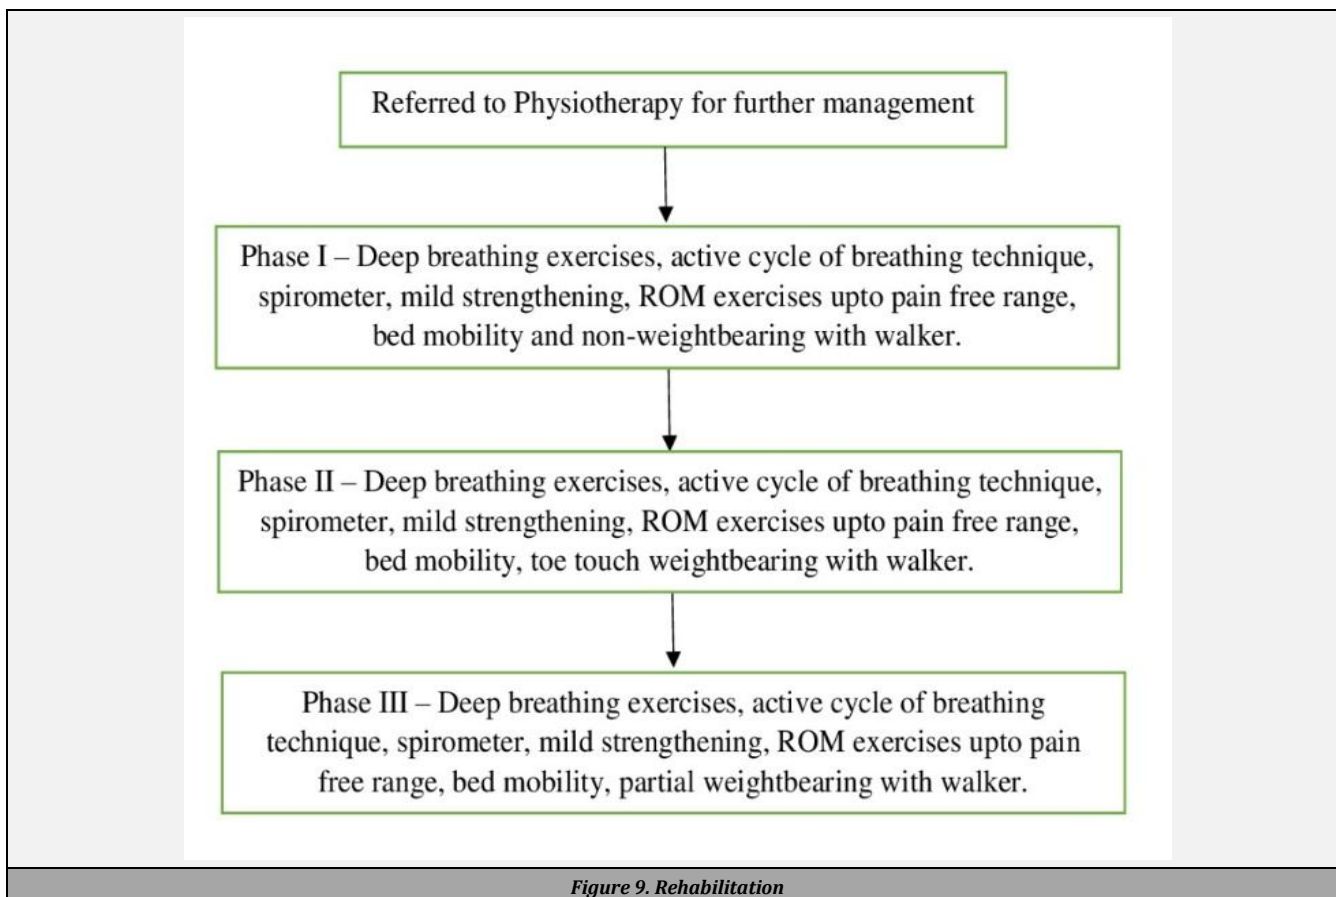 Referred to Physiotherapy for further management
Phase I – Deep breathing exercises, active cycle of breathing technique,
spirometer, mild strengthening, ROM exercises upto pain free range,
bed mobility and non-weightbearing with walker.
Phase II – Deep breathing exercises, active cycle of breathing technique,
spirometer, mild strengthening, ROM exercises upto pain free range,
bed mobility, toe touch weightbearing with walker.
Phase III – Deep breathing exercises, active cycle of breathing
technique, spirometer, mild strengthening, ROM exercises upto pain
free range, bed mobility, partial weightbearing with walker.
Figure 9. Rehabilitation